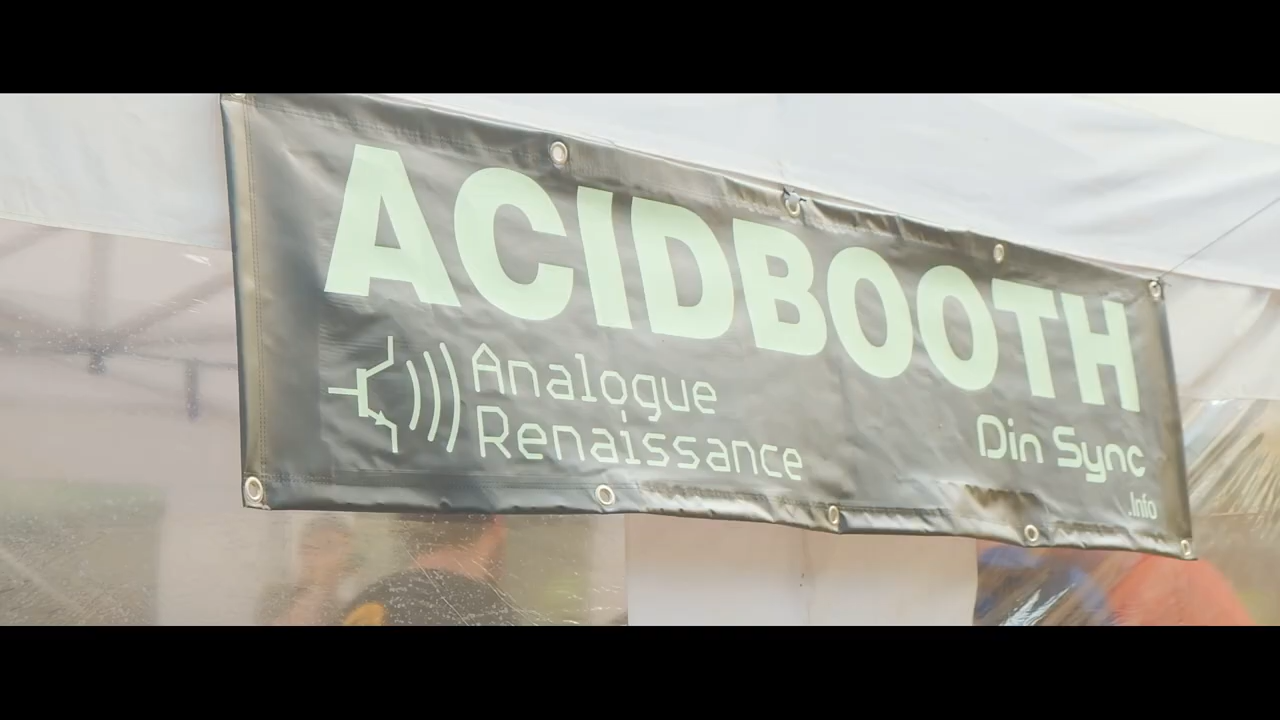 ACIDBOOTH
Analogue
Renaissance
Din Sync
.Info